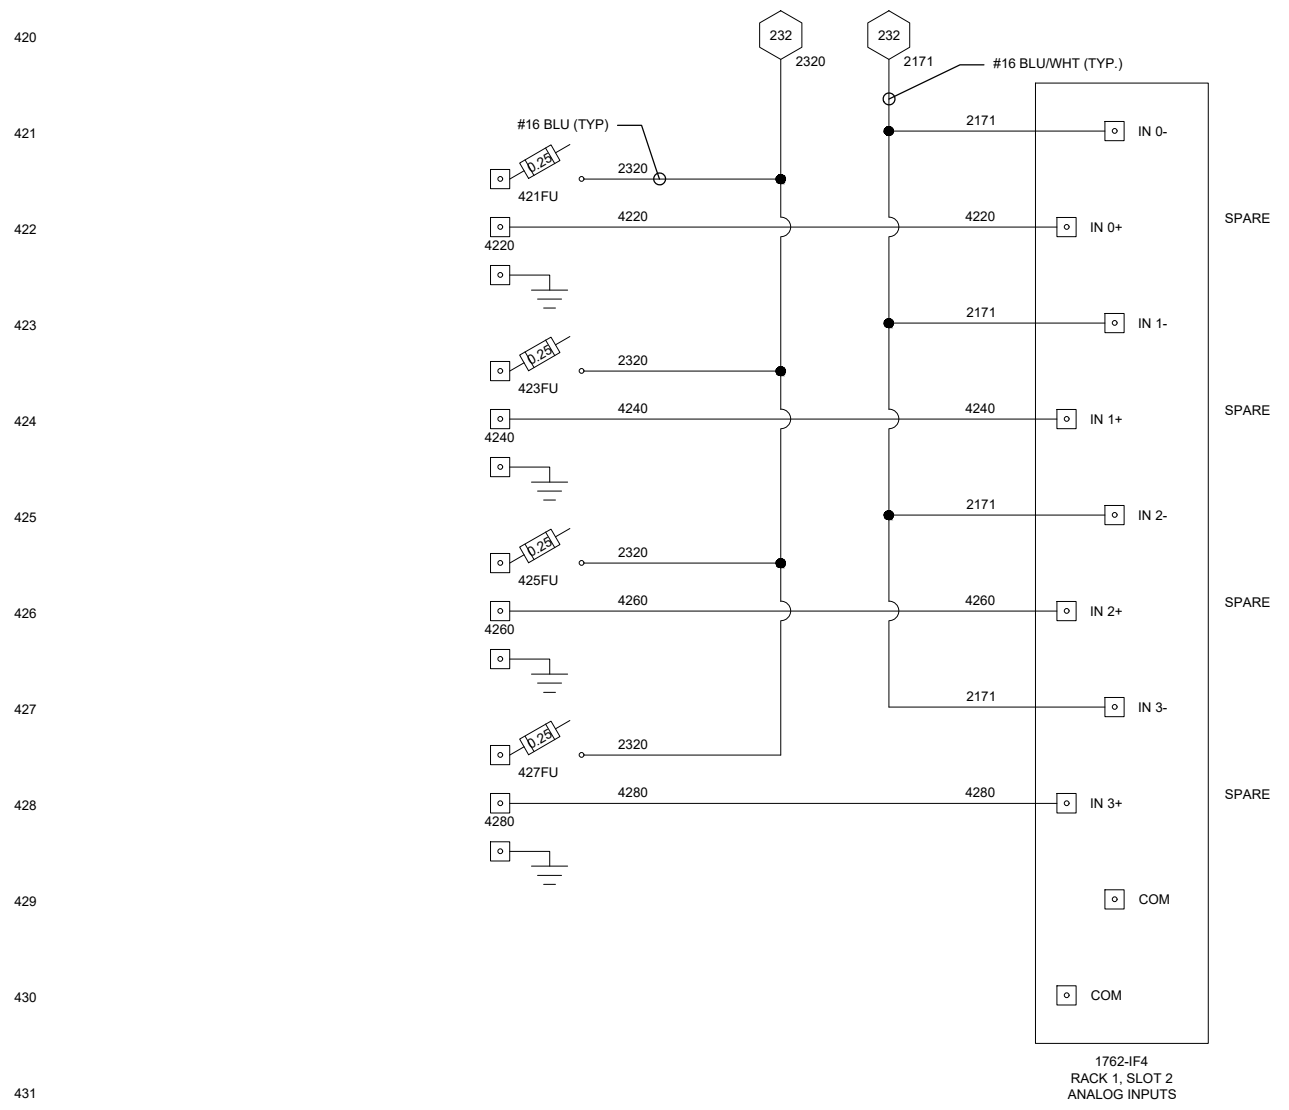 420
232
232
2320
2171
#16 BLU/WHT (TYP.)
421
#16 BLU (TYP)
2171
IN 0-
0.25
2320
421FU
422
4220
4220
IN 0+
SPARE
4220
423
2171
IN 1-
0.25
2320
423FU
424
4240
4240
IN 1+
SPARE
4240
425
2171
IN 2-
0.25
2320
425FU
426
4260
4260
IN 2+
SPARE
4260
427
2171
IN 3-
0.25
2320
427FU
428
4280
4280
IN 3+
SPARE
4280
429
COM
430
COM
1762-IF4
RACK 1, SLOT 2
ANALOG INPUTS
431